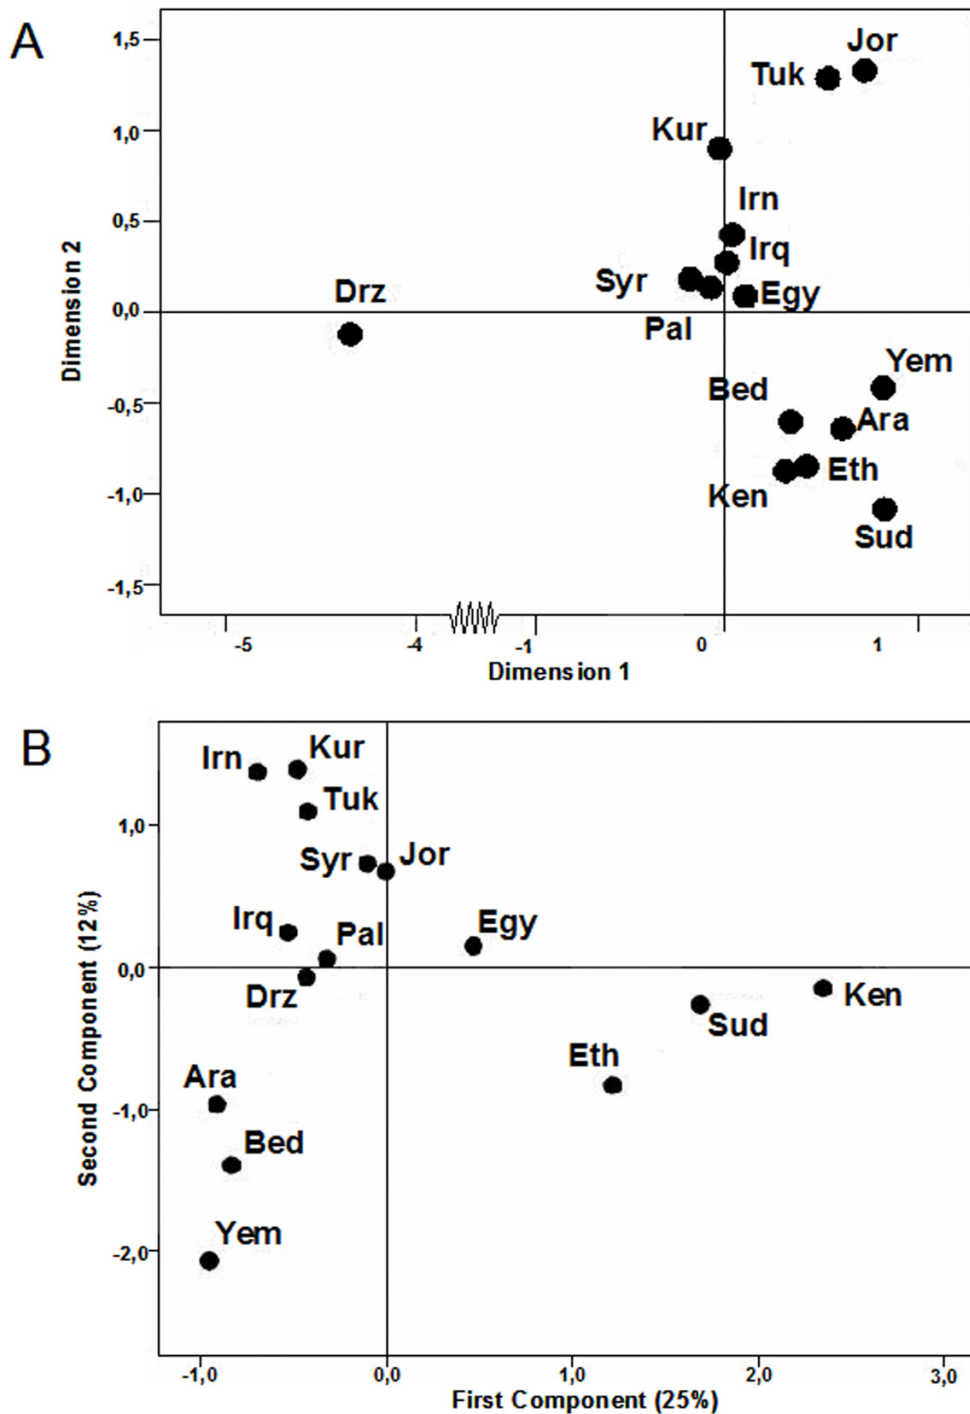 A
1,5
Jor
Tuk
1,0
Kur
Irn
0,5
Irq
Syr
Egy
Drz
0,0
Pal
Yem
Bed
-0,5
Ara
Eth
Ken
-1,0
Sud
-1,5
Dimension 2
-5 -4 -1 0 1
Dimension 1
B
Irn
Kur
Tuk
1,0
Syr
Jor
Irq
Pal
Egy
0,0
Drz
Ken
Sud
Eth
Ara
-1,0
Bed
Yem
-2,0
Second Component (12%)
-1,0 0,0 1,0 2,0 3,0
First Component (25%)